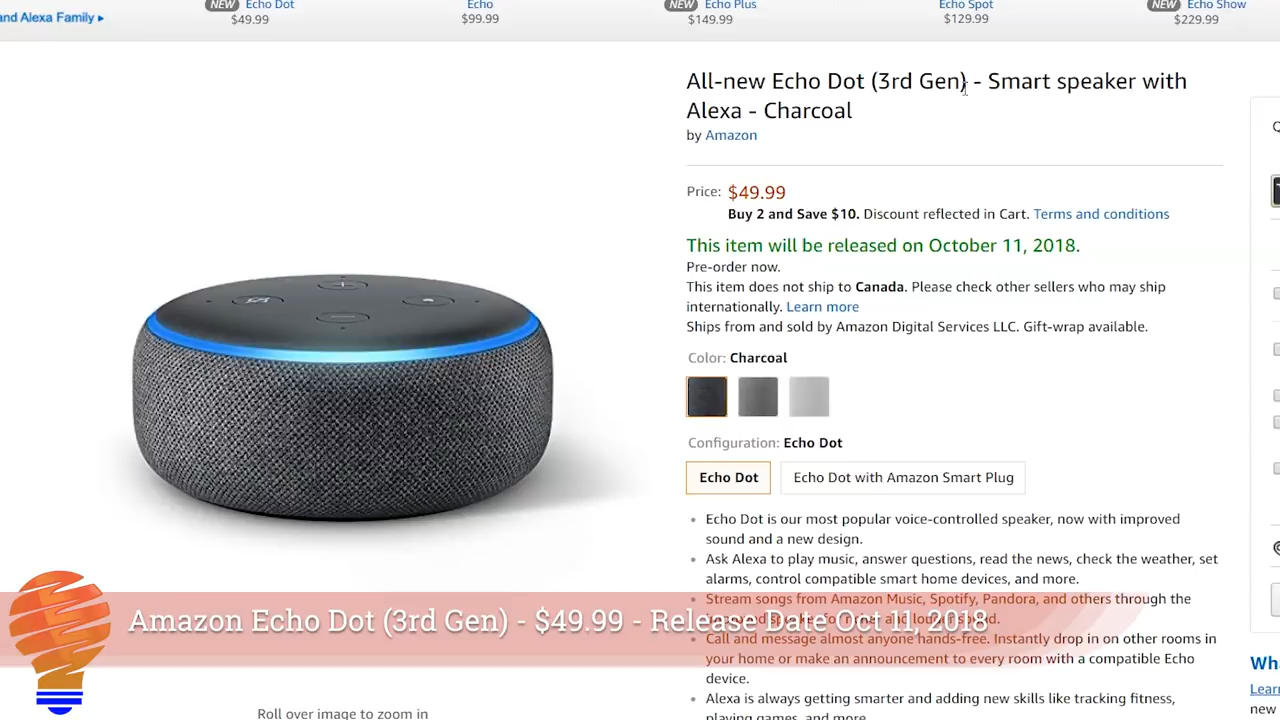 and Alexa Family ▸
NEW Echo Dot
$49.99
Echo
$99.99
NEW Echo Plus
$149.99
Echo Spot
$129.99
NEW Echo Show
$229.99
All-new Echo Dot (3rd Gen) - Smart speaker with
Alexa - Charcoal
by Amazon
Price: $49.99
Buy 2 and Save $10. Discount reflected in Cart. Terms and conditions
This item will be released on October 11, 2018.
Pre-order now.
This item does not ship to Canada. Please check other sellers who may ship
internationally. Learn more
Ships from and sold by Amazon Digital Services LLC. Gift-wrap available.
Color: Charcoal
Configuration: Echo Dot
Echo Dot
Echo Dot with Amazon Smart Plug
• Echo Dot is our most popular voice-controlled speaker, now with improved
sound and a new design.
• Ask Alexa to play music, answer questions, read the news, check the weather, set
alarms, control compatible smart home devices, and more.
• Stream songs from Amazon Music, Spotify, Pandora, and others through the
Amazon Echo Dot (3rd Gen) - $49.99 - Release Date Oct 11, 2018
• Call and message almost anyone hands-free. Instantly drop in on other rooms in
your home or make an announcement to every room with a compatible Echo
device.
• Alexa is always getting smarter and adding new skills like tracking fitness,
playing games, and more.
Roll over image to zoom in
Wh
Learn
new